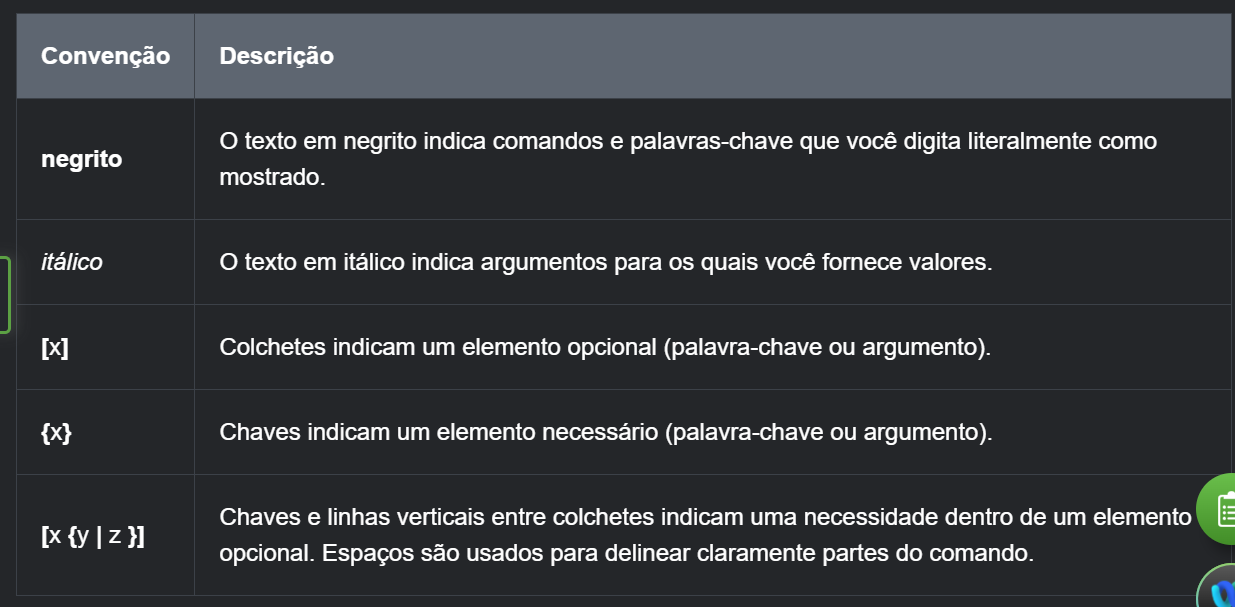 Convenção Descrição
negrito O texto em negrito indica comandos e palavras-chave que você digita literalmente como
mostrado.
itálico O texto em itálico indica argumentos para os quais você fornece valores.
[x] Colchetes indicam um elemento opcional (palavra-chave ou argumento).
{x} Chaves indicam um elemento necessário (palavra-chave ou argumento).
[x {y | z }] Chaves e linhas verticais entre colchetes indicam uma necessidade dentro de um elemento
opcional. Espaços são usados para delinear claramente partes do comando.